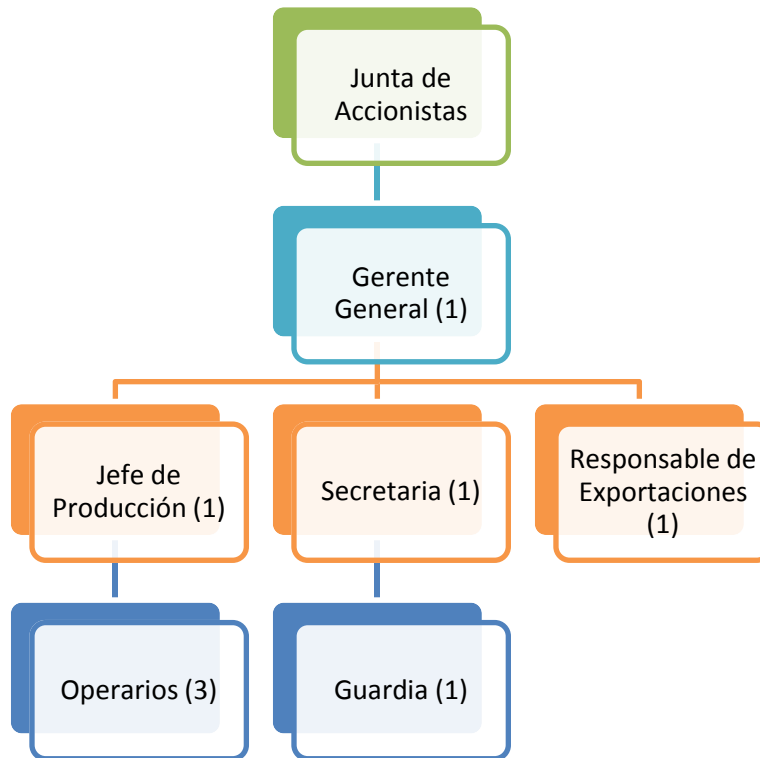 Junta de
Accionistas
Gerente
General (1)
Jefe de
Producción (1)
Secretaria (1)
Responsable de
Exportaciones
(1)
Operarios (3)
Guardia (1)